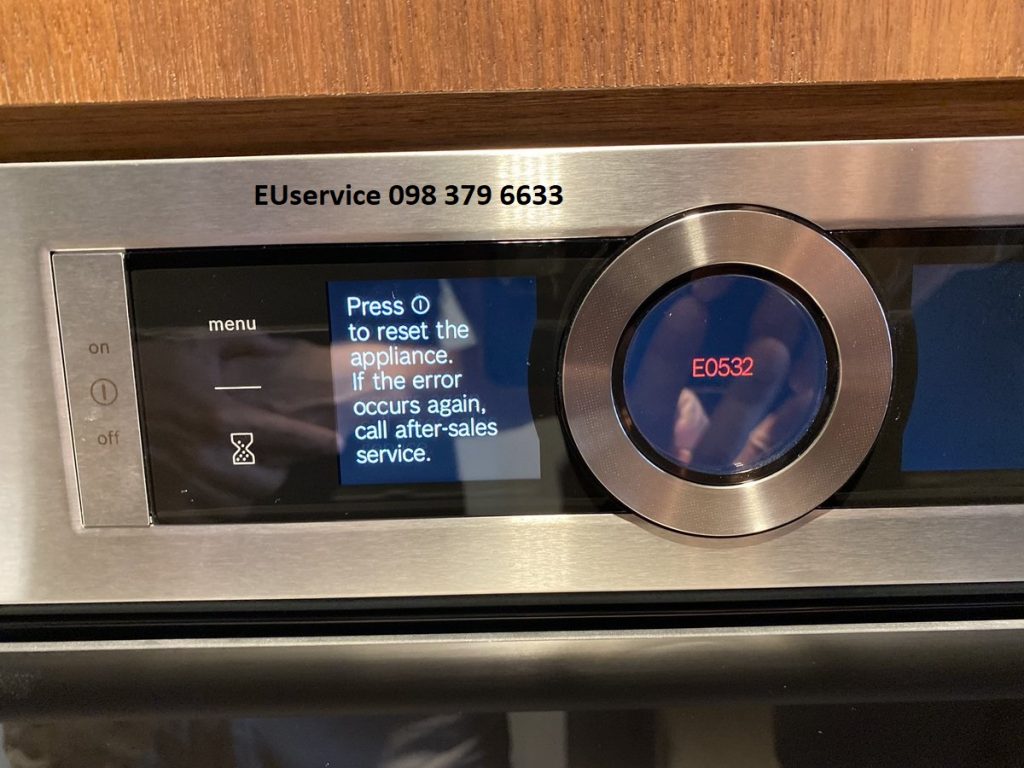 EUservice 098 379 6633
on
off
menu
Press
to reset the
appliance.
If the error
occurs again,
call after-sales
service.
E0532